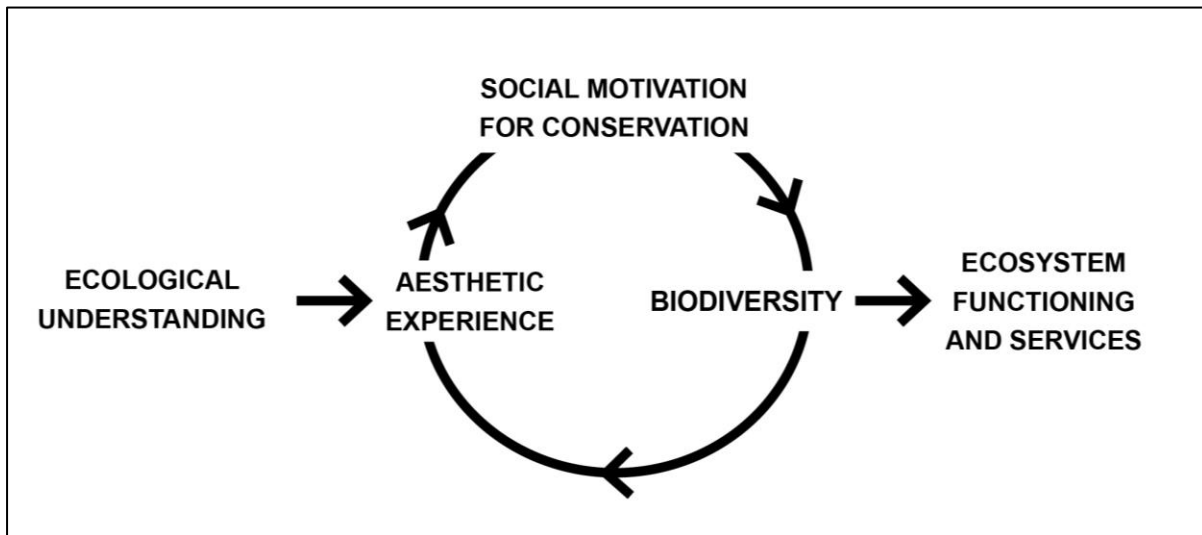 SOCIAL MOTIVATION
FOR CONSERVATION
ECOLOGICAL
UNDERSTANDING
AESTHETIC
EXPERIENCE
BIODIVERSITY
ECOSYSTEM
FUNCTIONING
AND SERVICES